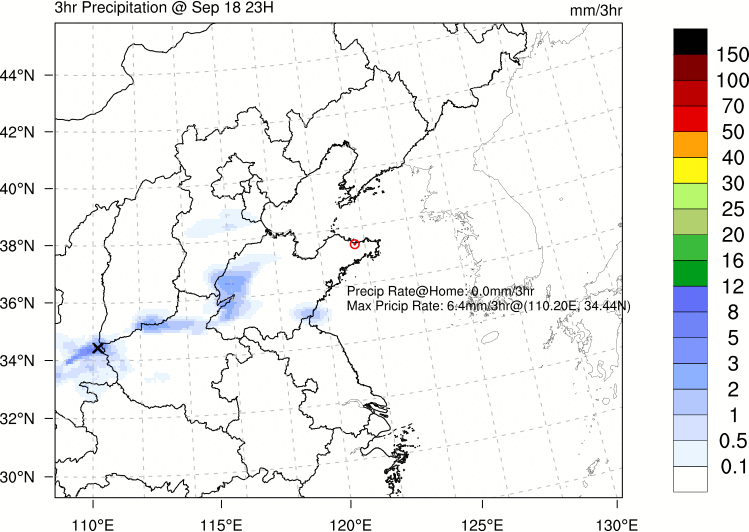 3hr Precipitation @ Sep 18 23H
mm/3hr
44°N
42°N
40°N
38°N
36°N
34°N
32°N
30°N
Precip Rate@Home: 0.0mm/3hr
Max Pricip Rate: 6.4mm/3hr@(110.20E, 34.44N)
110°E 115°E 120°E 125°E 130°E
150
100
70
50
40
30
25
20
16
12
8
5
3
2
1
0.5
0.1